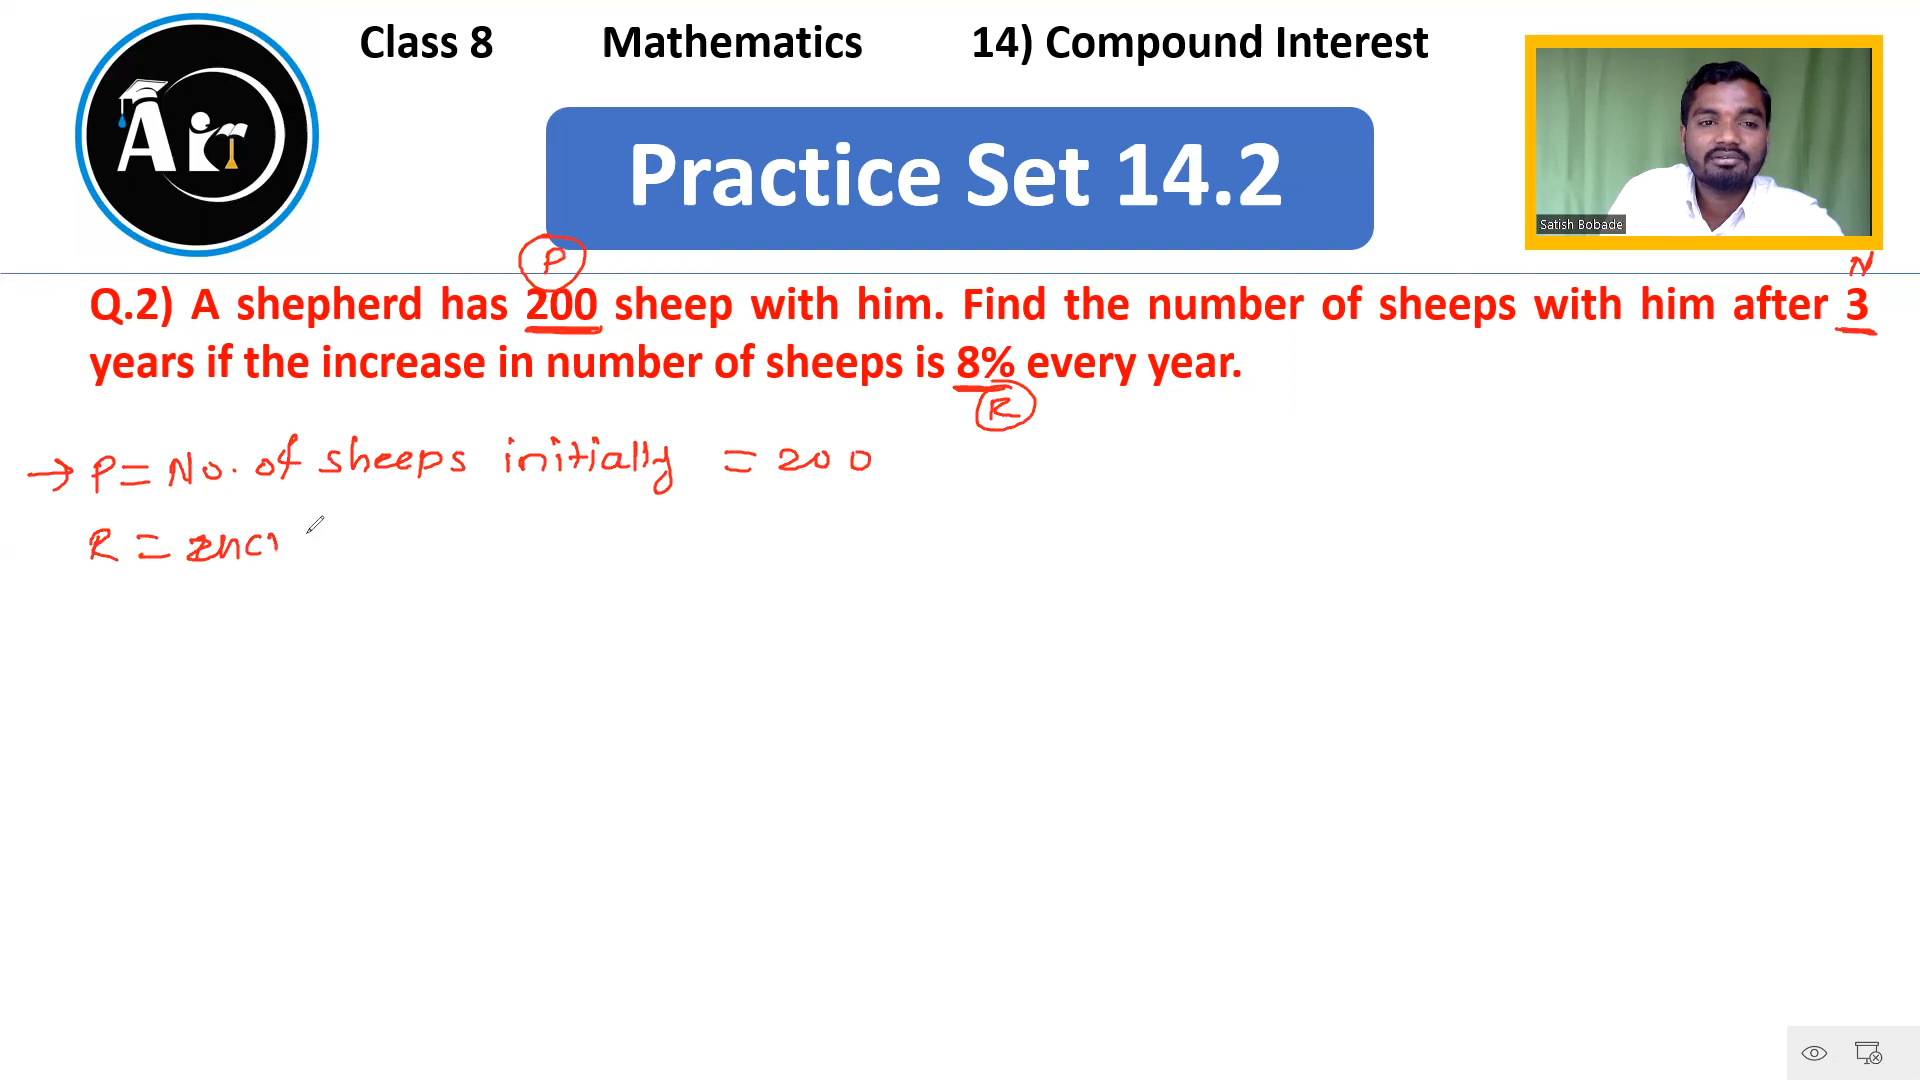 Class 8 Mathematics 14) Compound Interest
Air
Practice Set 14.2
Satish Bobade
P
N
Q.2) A shepherd has 200 sheep with him. Find the number of sheeps with him after 3
years if the increase in number of sheeps is 8% every year.
R
→ P = No. of sheeps initially = 200
R = Incr